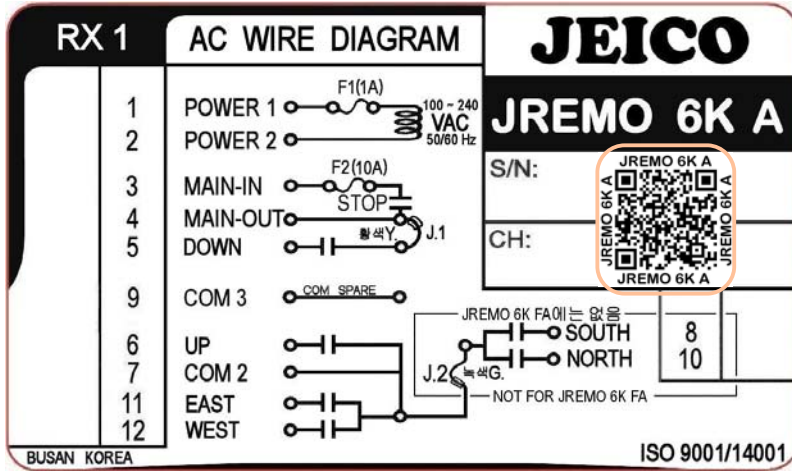 RX 1
AC WIRE DIAGRAM
JEICO
JREMO 6K A
1 POWER 1
F1(1A)
100 ~ 240
VAC
50/60 Hz
2 POWER 2
3 MAIN-IN
F2(10A)
STOP
4 MAIN-OUT
5 DOWN
황색Y.
J.1
S/N:
CH:
JREMO 6K A
JREMO 6K A
JREMO 6K A
JREMO 6K A
9 COM 3
COM SPARE
JREMO 6K FA에는 없음
SOUTH 8
NORTH 10
J.2
녹색G.
NOT FOR JREMO 6K FA
6 UP
7 COM 2
11 EAST
12 WEST
BUSAN KOREA
ISO 9001/14001